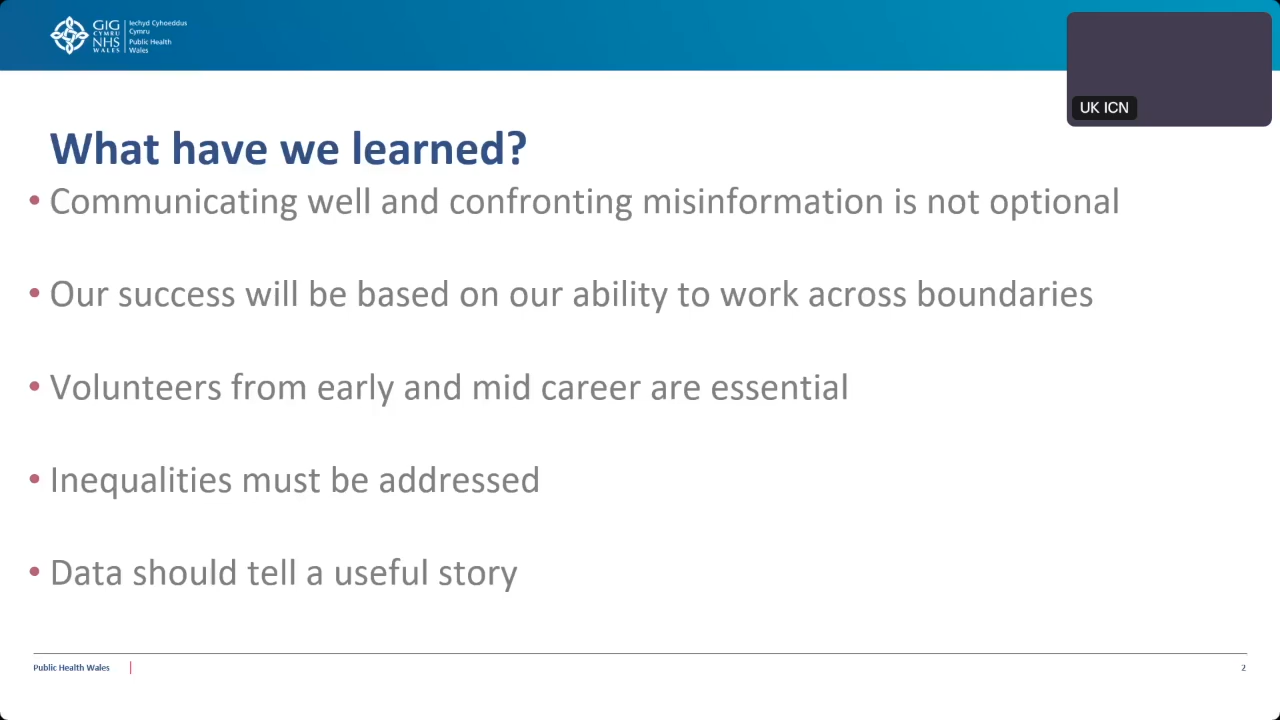 GIG
CYMRU
NHS
WALES
Iechyd Cyhoeddus
Cymru
Public Health
Wales
UK ICN
What have we learned?
• Communicating well and confronting misinformation is not optional
• Our success will be based on our ability to work across boundaries
• Volunteers from early and mid career are essential
• Inequalities must be addressed
• Data should tell a useful story
Public Health Wales
2